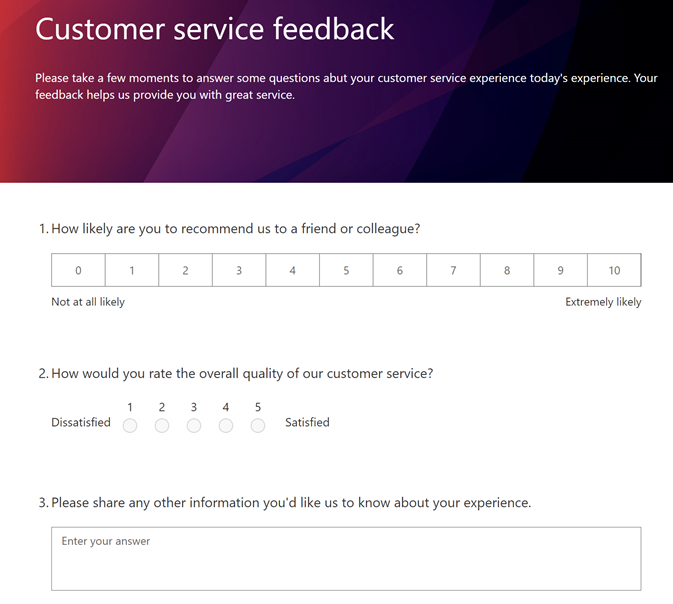 Customer service feedback
Please take a few moments to answer some questions abut your customer service experience today's experience. Your
feedback helps us provide you with great service.
1. How likely are you to recommend us to a friend or colleague?
0 1 2 3 4 5 6 7 8 9 10
Not at all likely Extremely likely
2. How would you rate the overall quality of our customer service?
1 2 3 4 5
Dissatisfied Satisfied
3. Please share any other information you'd like us to know about your experience.
Enter your answer